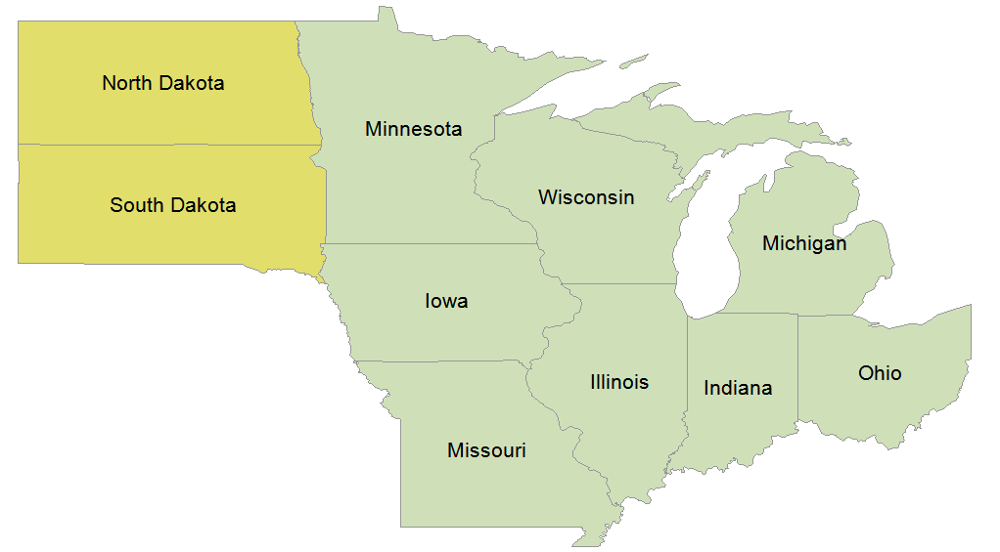 North Dakota
Minnesota
South Dakota
Wisconsin
Michigan
Iowa
Illinois
Indiana
Ohio
Missouri